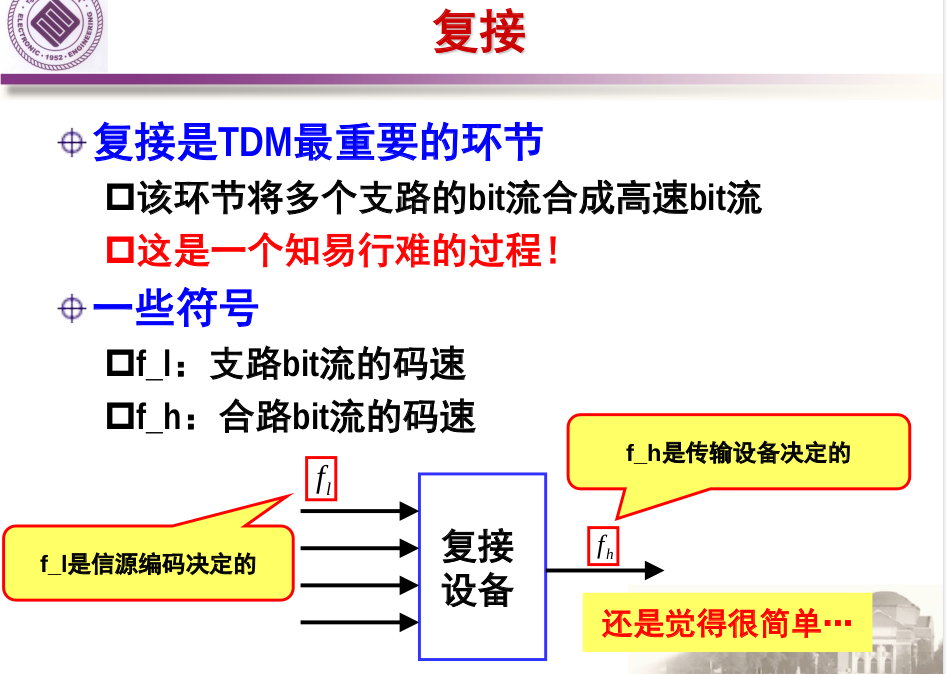 复接
ELECTRONIC · 1952 · ENGINEERING
复接是TDM最重要的环节
该环节将多个支路的bit流合成高速bit流
这是一个知易行难的过程！
一些符号
f_l：支路bit流的码速
f_h：合路bit流的码速
f_h是传输设备决定的
f_l
f_l是信源编码决定的
复接
设备
f_h
还是觉得很简单…